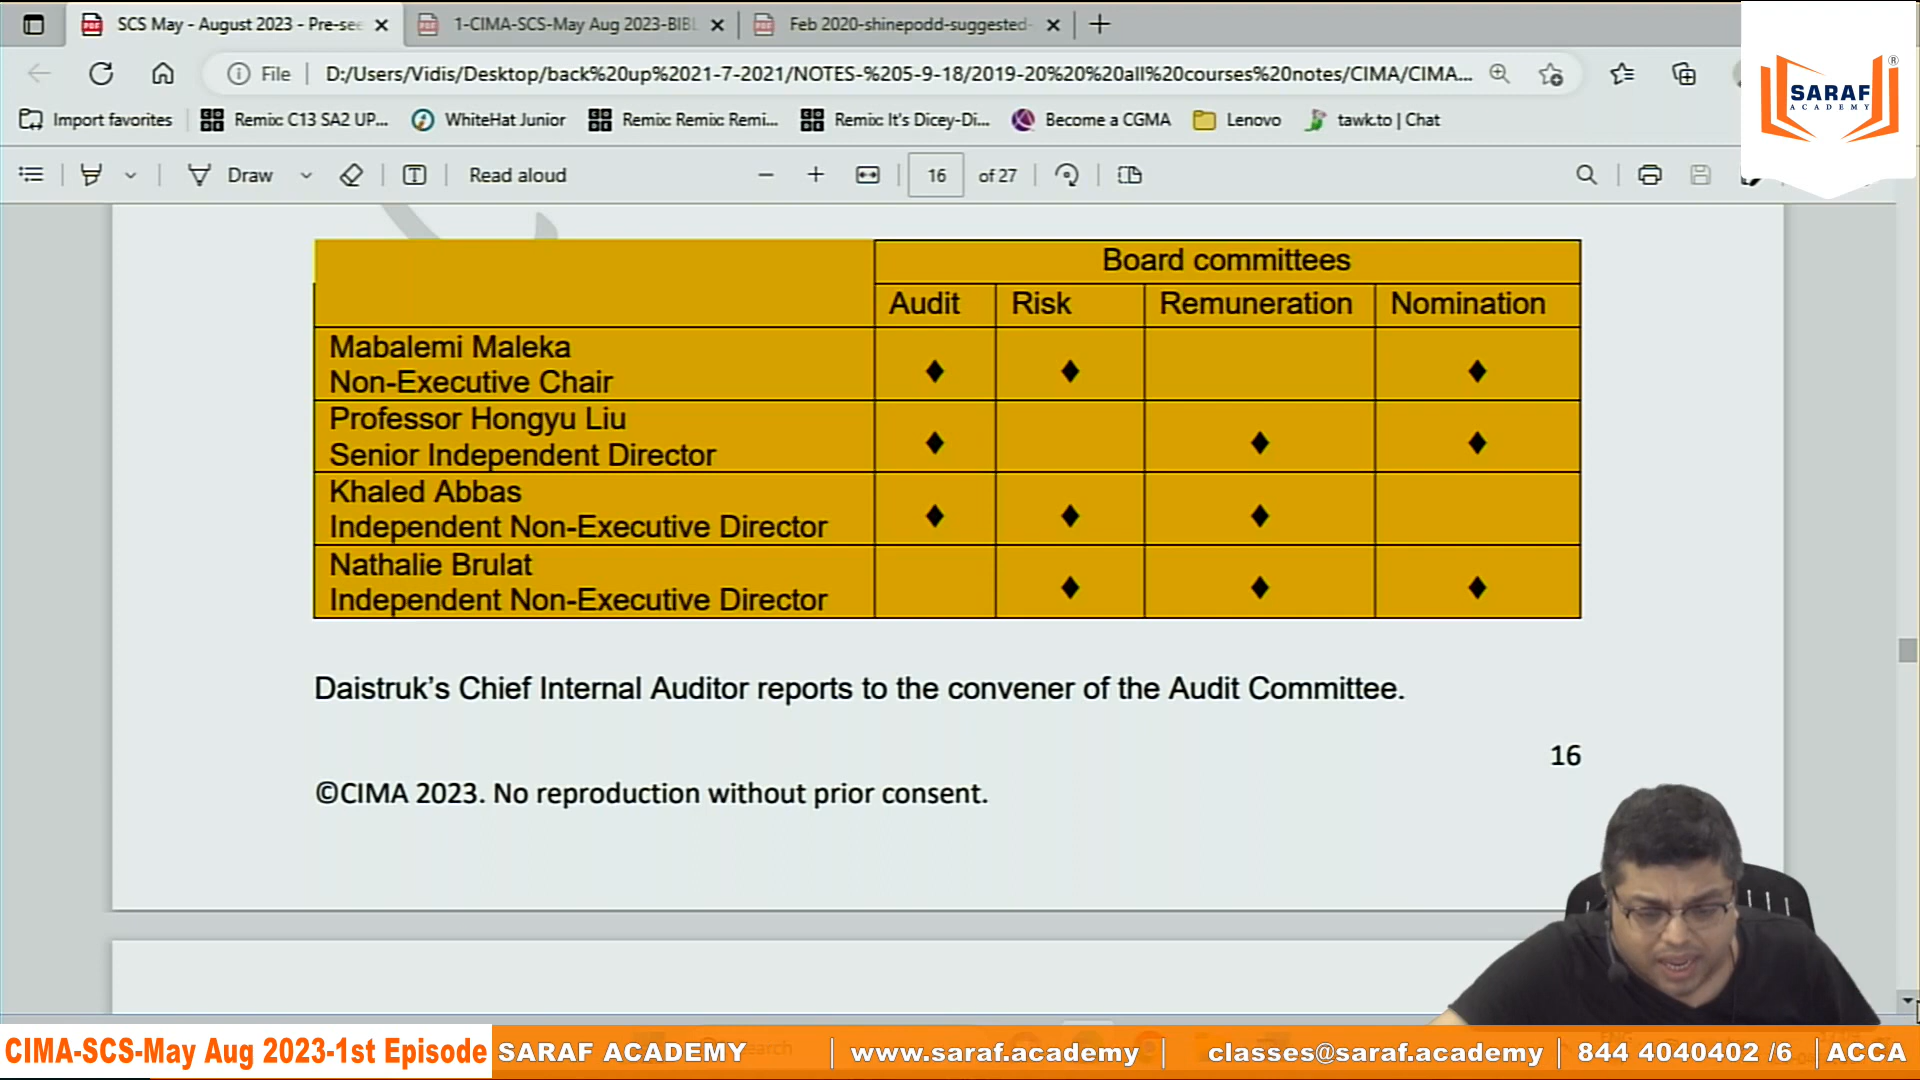 SCS May - August 2023 - Pre-see
1-CIMA-SCS-May Aug 2023-BIBL
Feb 2020-shinepodd-suggested-
File
D:/Users/Vidis/Desktop/back%20up%2021-7-2021/NOTES-%205-9-18/2019-20%20%20all%20courses%20notes/CIMA/CIMA...
Import favorites
Remix: C13 SA2 UP...
WhiteHat Junior
Remix: Remix: Remi...
Remix: It's Dicey-Di...
Become a CGMA
Lenovo
tawk.to | Chat
SARAF
ACADEMY
Draw
Read aloud
16
of 27
Board committees
Audit Risk Remuneration Nomination
Mabalemi Maleka
Non-Executive Chair
♦ ♦ ♦
Professor Hongyu Liu
Senior Independent Director
♦ ♦ ♦
Khaled Abbas
Independent Non-Executive Director
♦ ♦ ♦
Nathalie Brulat
Independent Non-Executive Director
♦ ♦ ♦
Daistruk's Chief Internal Auditor reports to the convener of the Audit Committee.
16
©CIMA 2023. No reproduction without prior consent.
CIMA-SCS-May Aug 2023-1st Episode
SARAF ACADEMY | www.saraf.academy | classes@saraf.academy | 844 4040402 /6 | ACCA